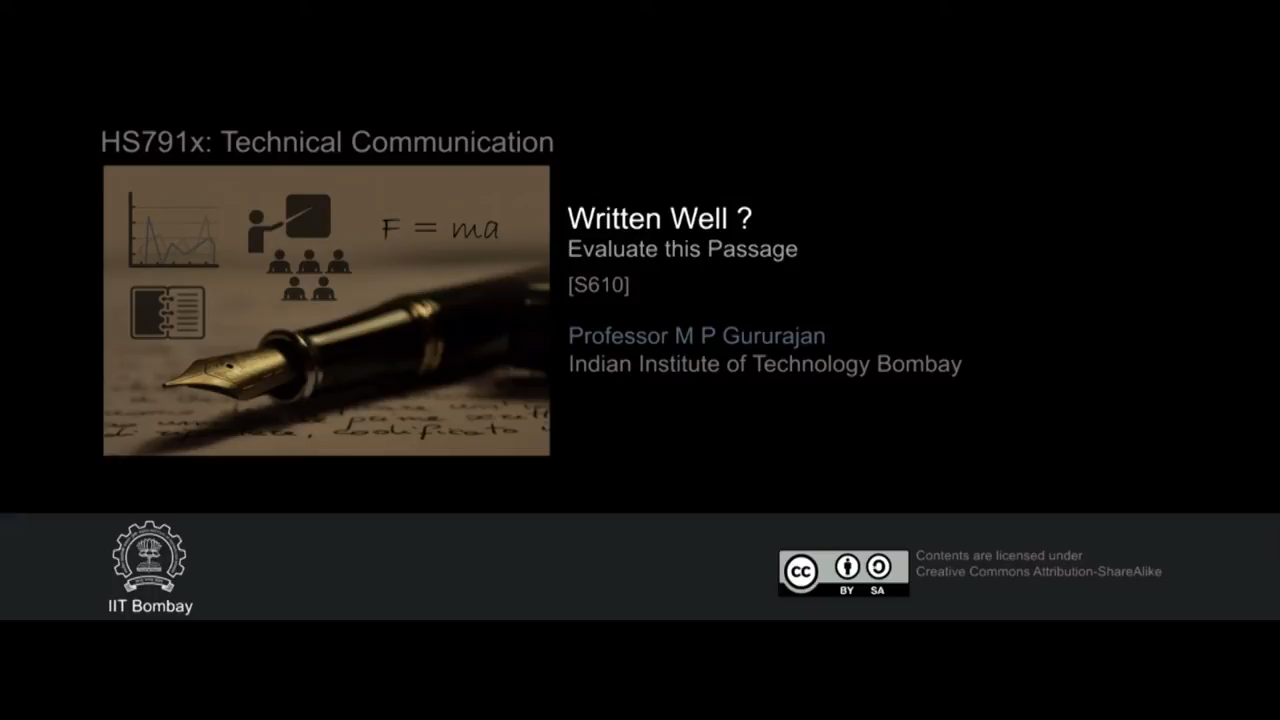 HS791x: Technical Communication
F = ma
Written Well ?
Evaluate this Passage
[S610]
Professor M P Gururajan
Indian Institute of Technology Bombay
IIT Bombay
cc
BY SA
Contents are licensed under
Creative Commons Attribution-ShareAlike